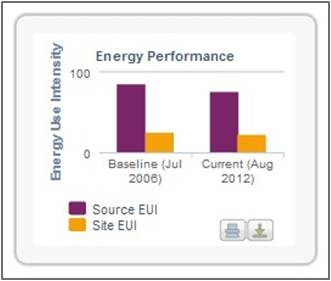 Energy Performance
Energy Use Intensity
100
0
Baseline (Jul
2006)
Current (Aug
2012)
Source EUI
Site EUI